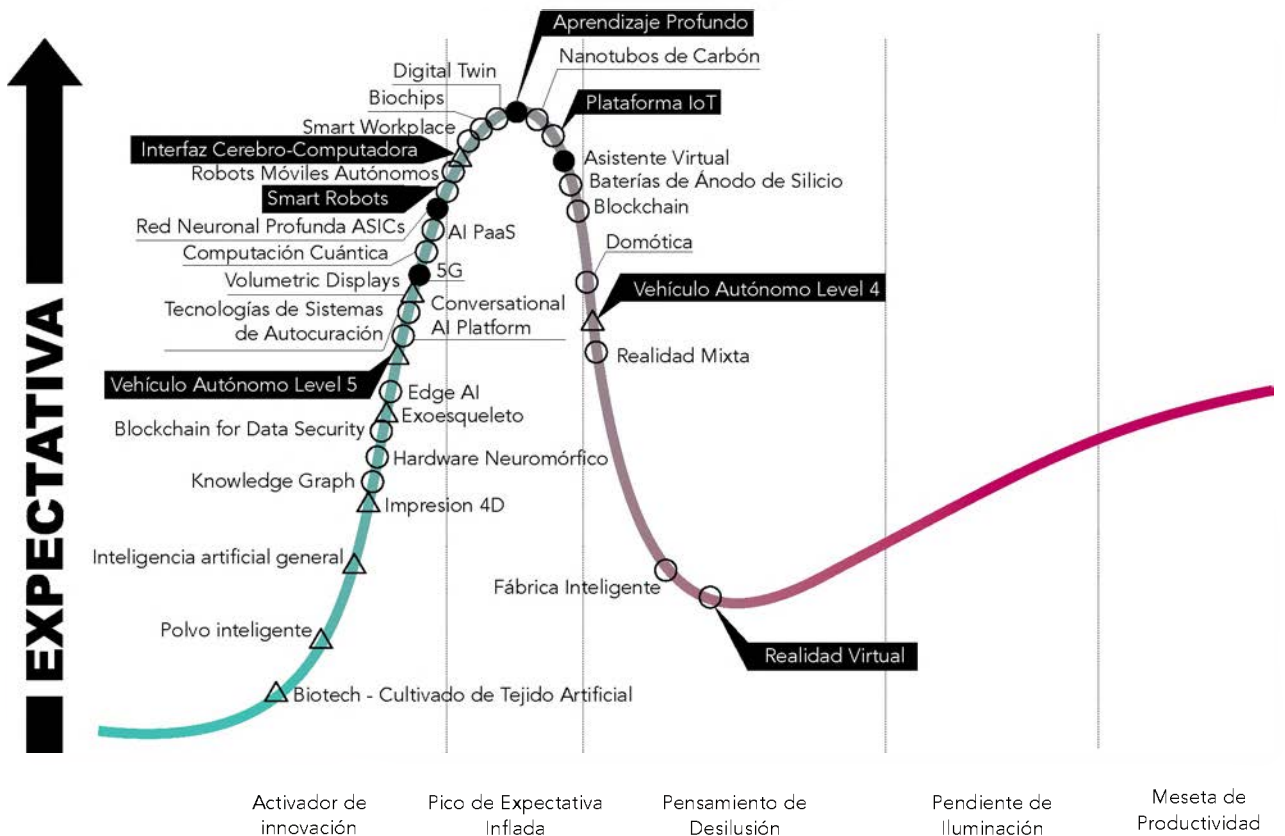 EXPECTATIVA
Aprendizaje Profundo
Nanotubos de Carbón
Digital Twin
Biochips
Plataforma IoT
Smart Workplace
Interfaz Cerebro-Computadora
Asistente Virtual
Robots Móviles Autónomos
Baterías de Ánodo de Silicio
Smart Robots
Blockchain
Red Neuronal Profunda ASICs
AI PaaS
Domótica
Computación Cuántica
5G
Volumetric Displays
Vehículo Autónomo Level 4
Tecnologías de Sistemas
de Autocuración
Conversational
AI Platform
Realidad Mixta
Vehículo Autónomo Level 5
Edge AI
Exoesqueleto
Blockchain for Data Security
Hardware Neuromórfico
Knowledge Graph
Impresion 4D
Inteligencia artificial general
Fábrica Inteligente
Polvo inteligente
Realidad Virtual
Biotech - Cultivado de Tejido Artificial
Activador de
innovación
Pico de Expectativa
Inflada
Pensamiento de
Desilusión
Pendiente de
Iluminación
Meseta de
Productividad